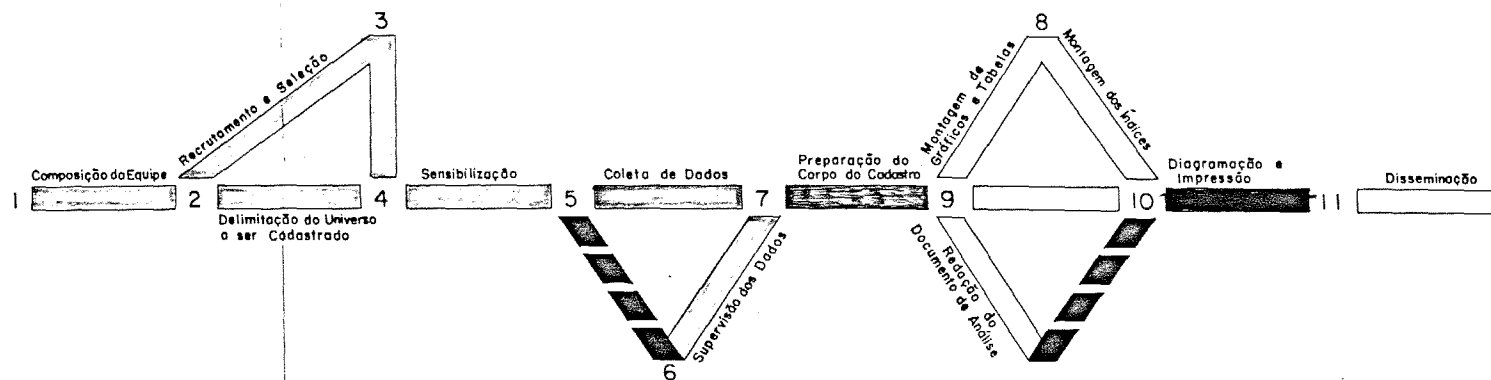 3
8
Recrutamento e Seleção
Montagem de
Gráficos e Tabelas
Montagem dos Índices
1
Composição da Equipe
2
Delimitação do Universo
a ser Cadastrado
4
Sensibilização
5
Coleta de Dados
7
Preparação do
Corpo do Cadastro
9
10
Diagramação e
Impressão
11
Disseminação
Supervisão dos Dados
6
Redação do
Documento de Análise